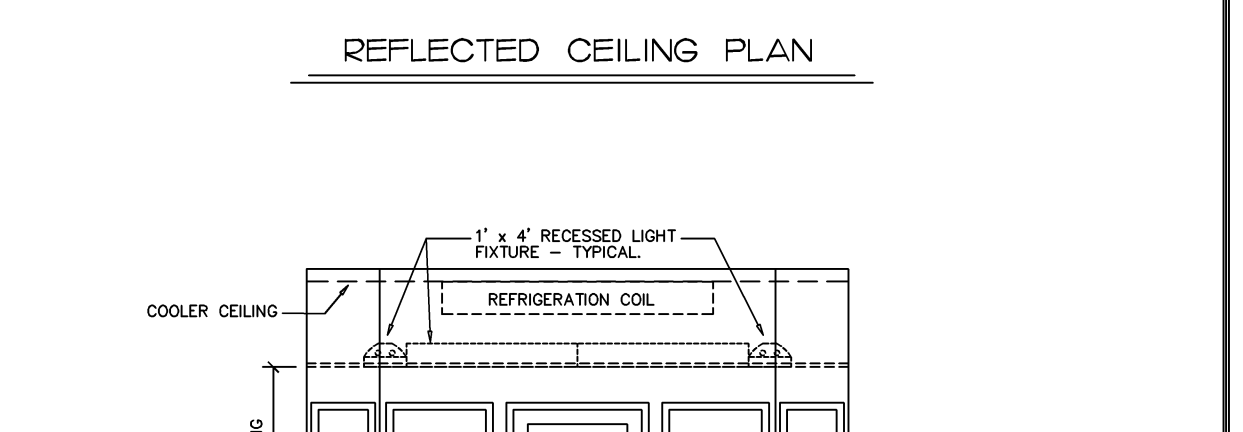 REFLECTED CEILING PLAN
1' x 4' RECESSED LIGHT
FIXTURE - TYPICAL.
REFRIGERATION COIL
COOLER CEILING